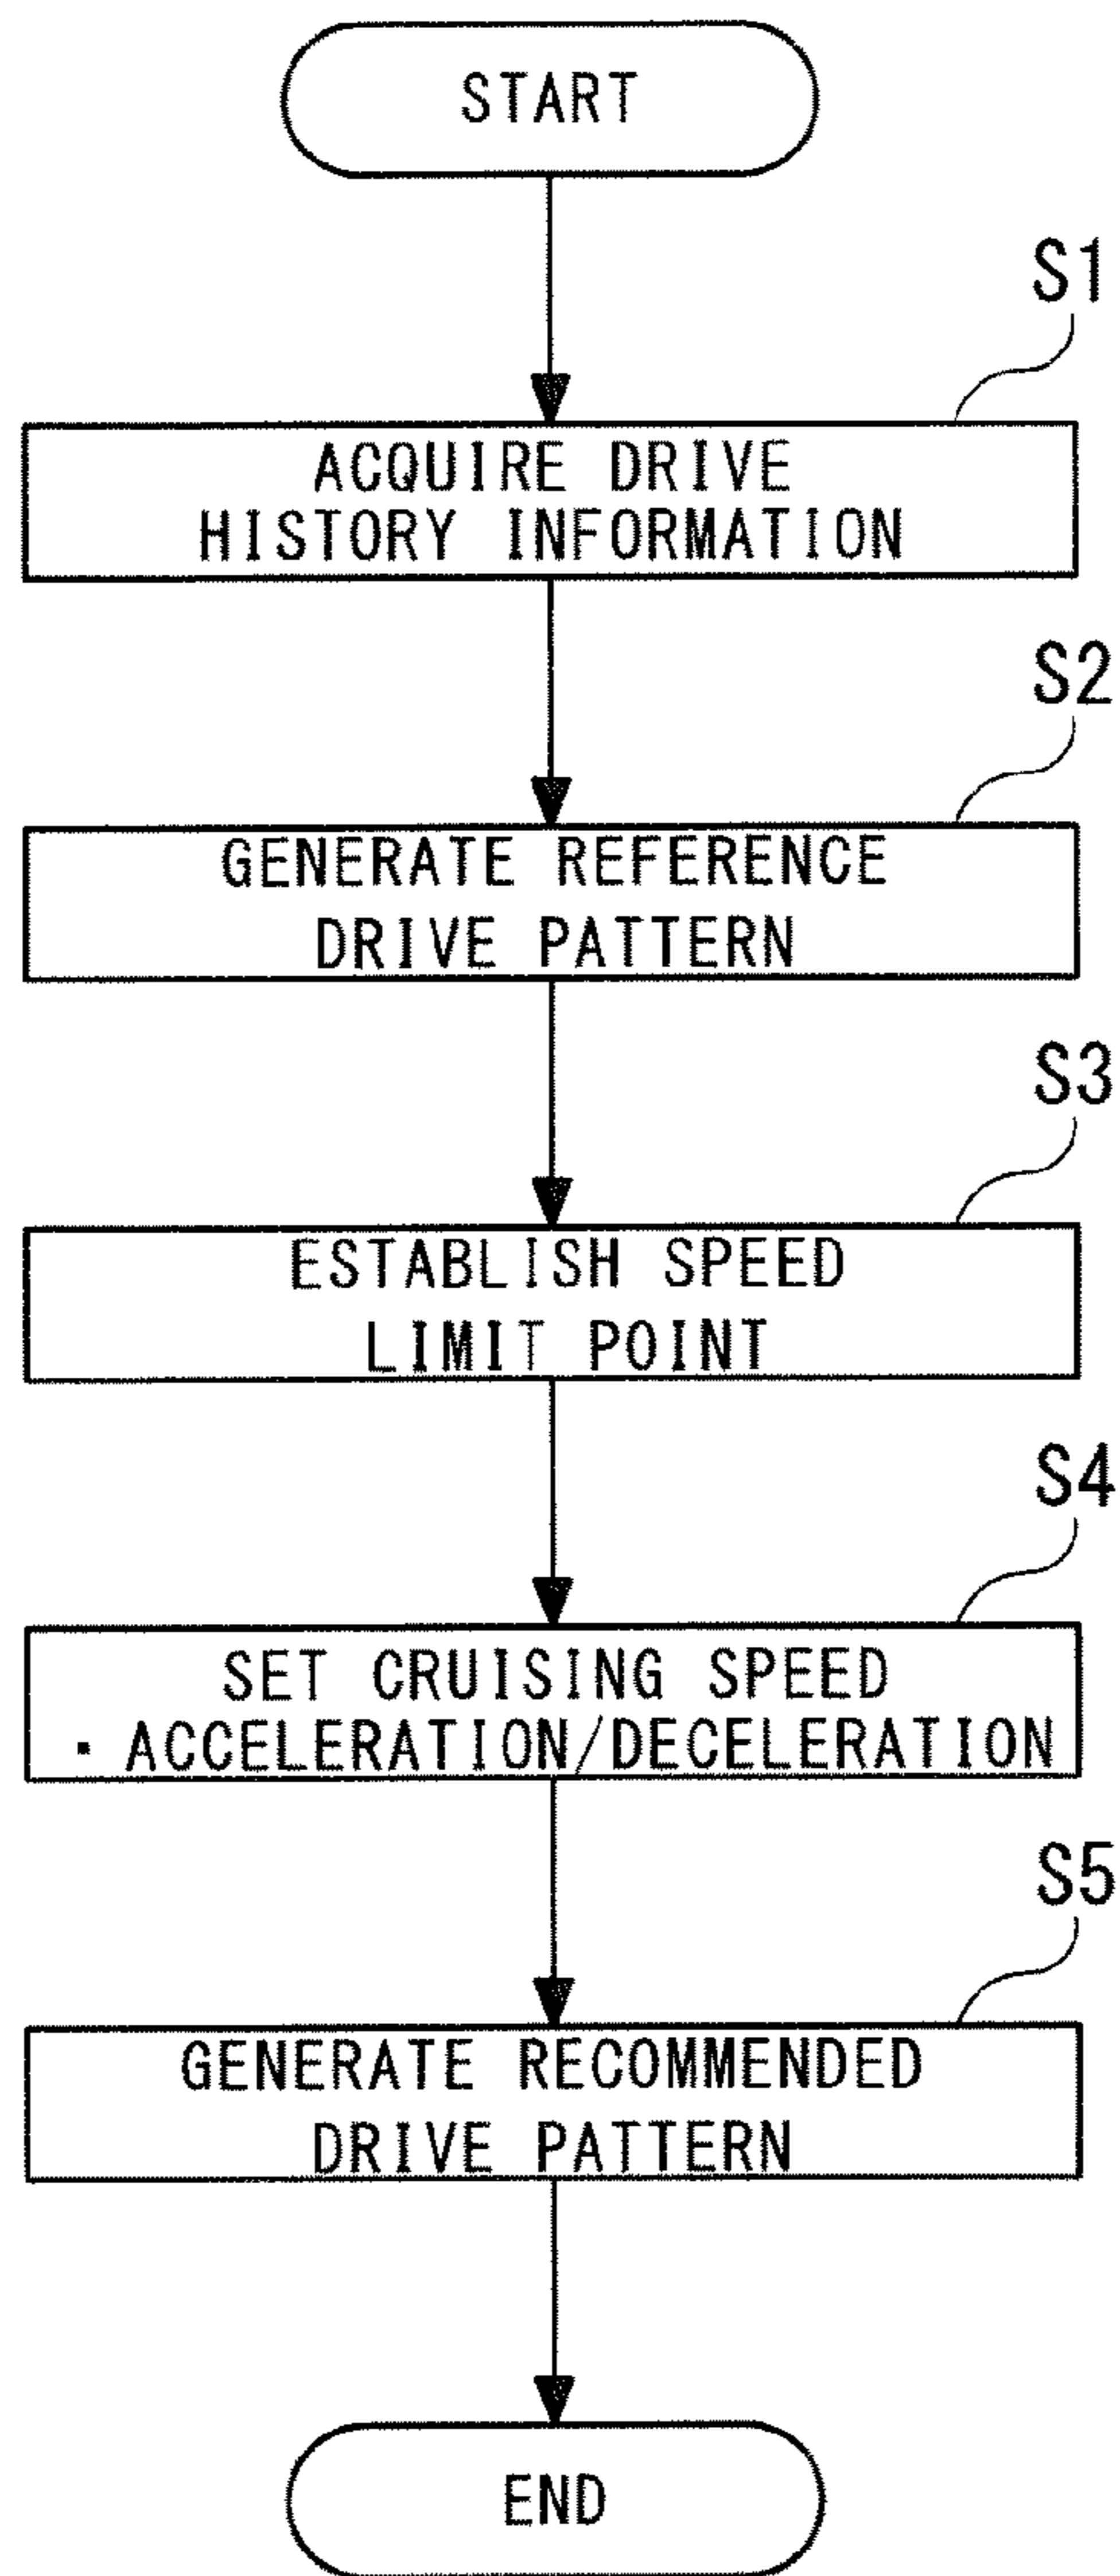 START
S1
ACQUIRE DRIVE
HISTORY INFORMATION
S2
GENERATE REFERENCE
DRIVE PATTERN
S3
ESTABLISH SPEED
LIMIT POINT
S4
SET CRUISING SPEED
・ACCELERATION/DECELERATION
S5
GENERATE RECOMMENDED
DRIVE PATTERN
END